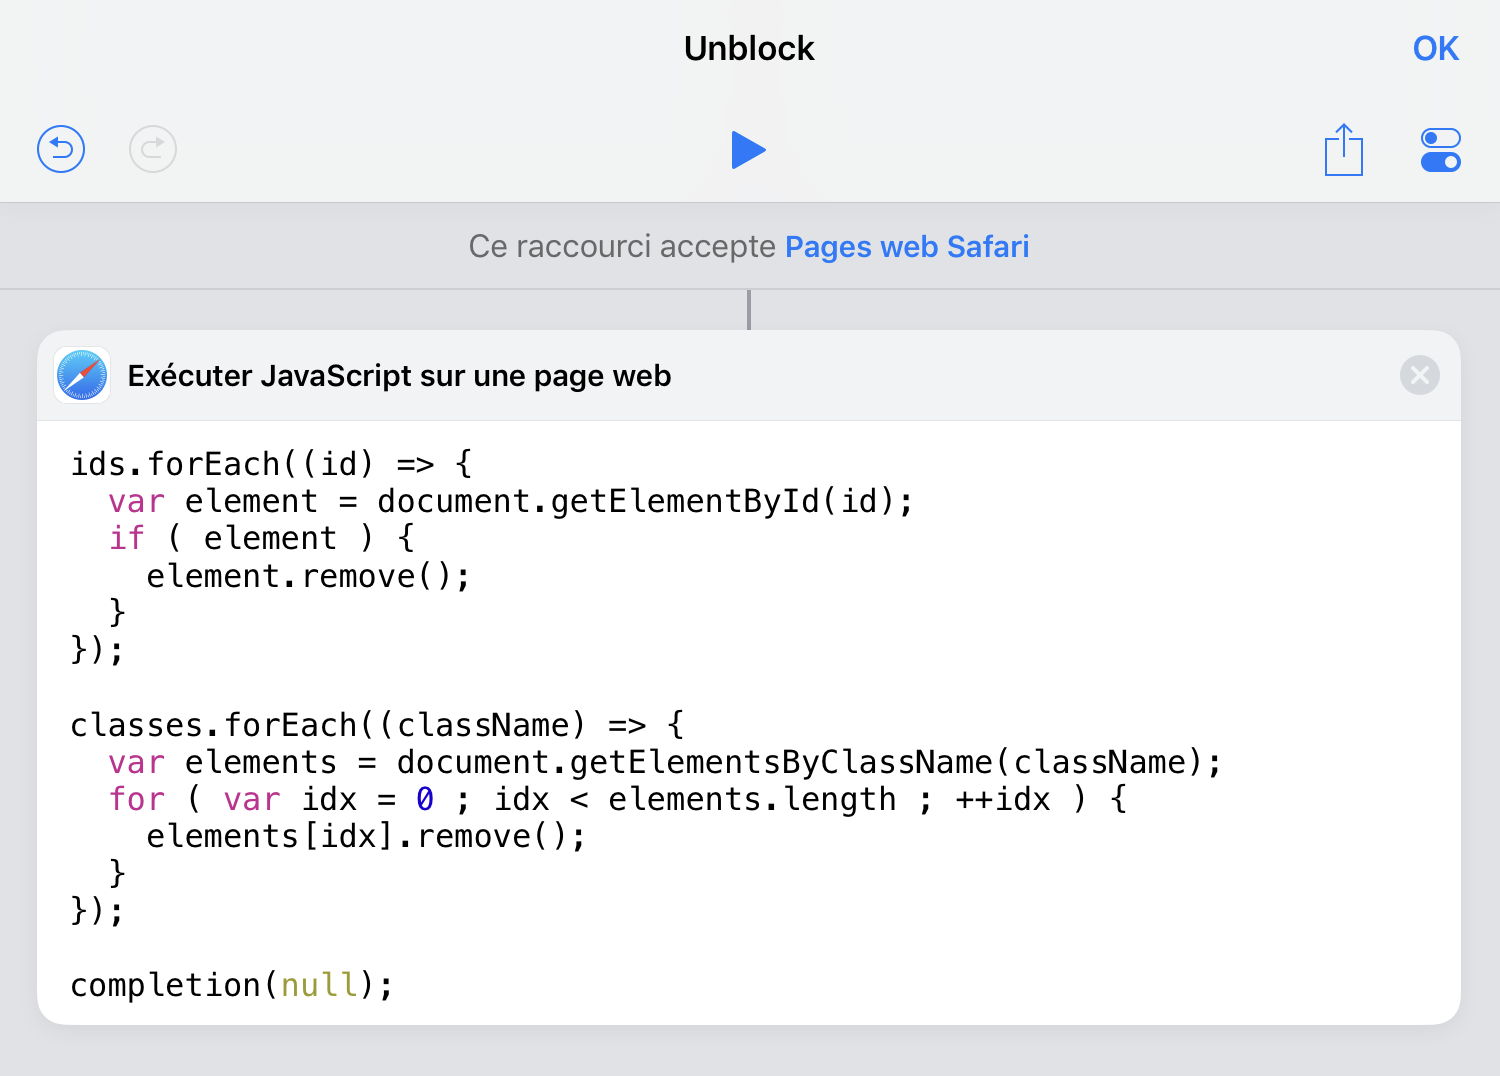 Unblock
OK
Ce raccourci accepte Pages web Safari
Exécuter JavaScript sur une page web
ids.forEach((id) => {
  var element = document.getElementById(id);
  if ( element ) {
    element.remove();
  }
});

classes.forEach((className) => {
  var elements = document.getElementsByClassName(className);
  for ( var idx = 0 ; idx < elements.length ; ++idx ) {
    elements[idx].remove();
  }
});

completion(null);